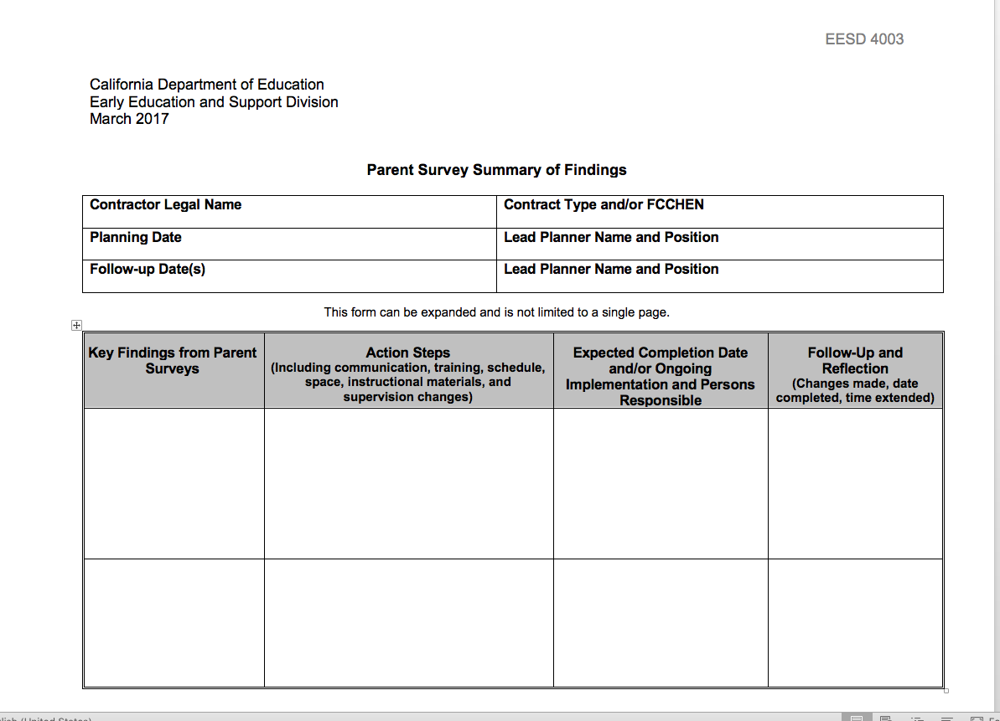 EESD 4003
California Department of Education
Early Education and Support Division
March 2017
Parent Survey Summary of Findings
Contractor Legal Name
Contract Type and/or FCCHEN
Planning Date
Lead Planner Name and Position
Follow-up Date(s)
Lead Planner Name and Position
This form can be expanded and is not limited to a single page.
Key Findings from Parent
Surveys
Action Steps
(Including communication, training, schedule,
space, instructional materials, and
supervision changes)
Expected Completion Date
and/or Ongoing
Implementation and Persons
Responsible
Follow-Up and
Reflection
(Changes made, date
completed, time extended)
(United States)